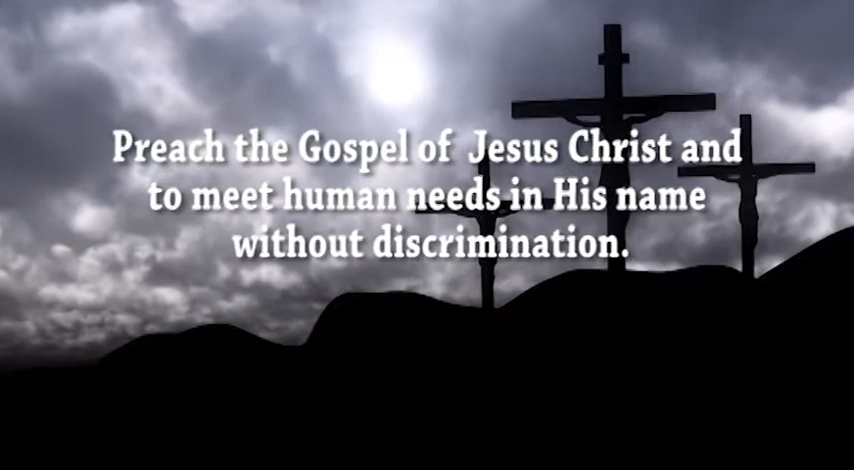 Preach the Gospel of Jesus Christ and
to meet human needs in His name
without discrimination.